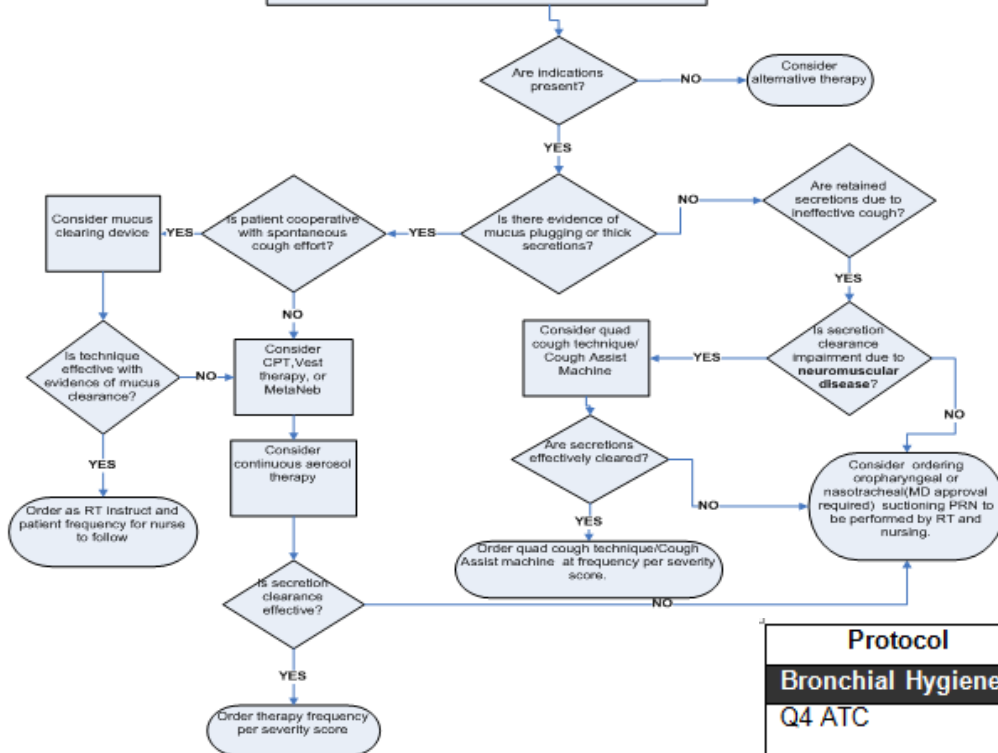 Are indications
present?
NO
Consider
alternative therapy
YES
Are retained
secretions due to
ineffective cough?
NO
Is there evidence of
mucus plugging or thick
secretions?
YES
Is patient cooperative
with spontaneous
cough effort?
YES
Consider mucus
clearing device
YES
NO
Is secretion
clearance
impairment due to
neuromuscular
disease?
YES
Consider quad
cough technique/
Cough Assist
Machine
Consider
CPT,Vest
therapy, or
MetaNeb
Is technique
effective with
evidence of mucus
clearance?
NO
NO
Are secretions
effectively cleared?
Consider
continuous aerosol
therapy
YES
Consider ordering
oropharyngeal or
nasotracheal(MD approval
required) suctioning PRN to
be performed by RT and
nursing.
NO
Order as RT Instruct and
patient frequency for nurse
to follow
YES
Order quad cough technique/Cough
Assist machine at frequency per severity
score.
Is secretion
clearance
effective?
NO
YES
Order therapy frequency
per severity score
Protocol
Bronchial Hygiene
Q4 ATC